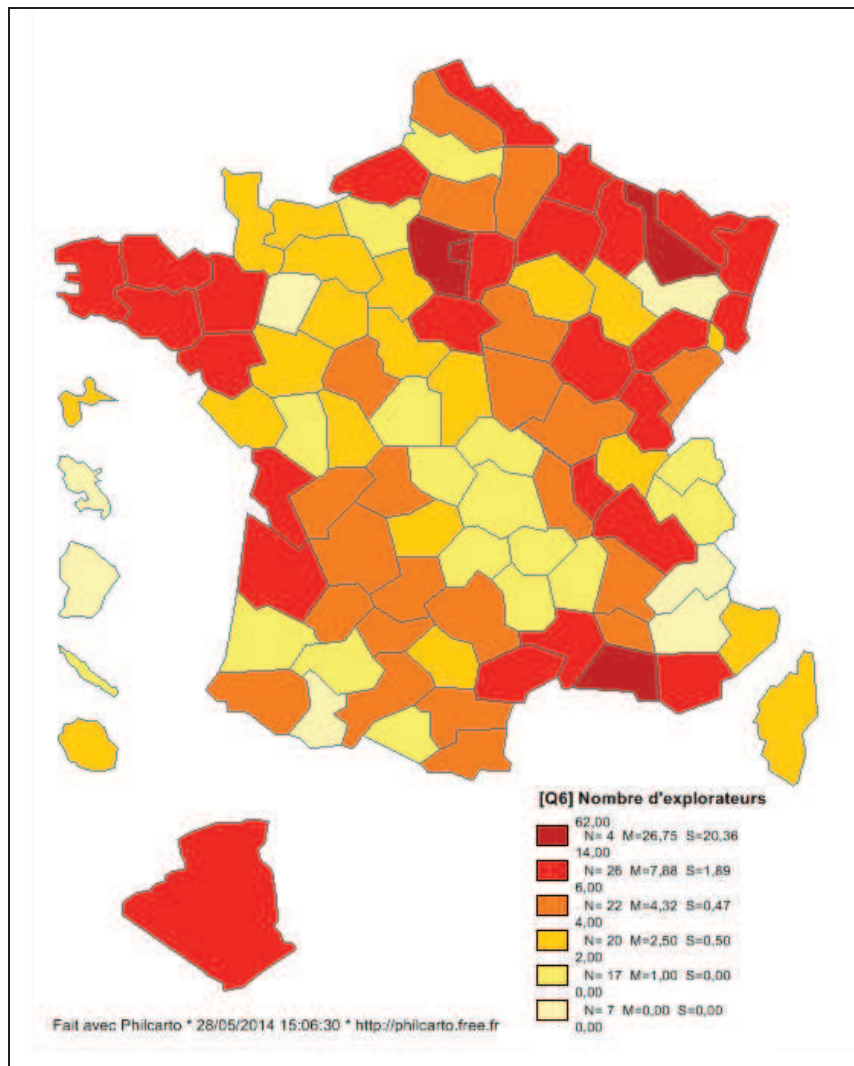 [Q6] Nombre d'explorateurs
62,00
N= 4 M=26,75 S=20,36
14,00
N= 26 M=7,88 S=1,89
6,00
N= 22 M=4,32 S=0,47
4,00
N= 20 M=2,50 S=0,50
2,00
N= 17 M=1,00 S=0,00
0,00
N= 7 M=0,00 S=0,00
0,00
Fait avec Philcarto * 28/05/2014 15:06:30 * http://philcarto.free.fr